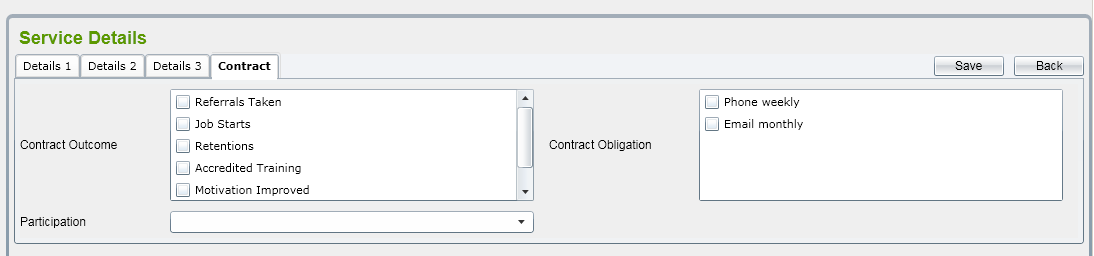 Service Details
Details 1 Details 2 Details 3 Contract Save Back
Contract Outcome
Referrals Taken
Job Starts
Retentions
Accredited Training
Motivation Improved
Contract Obligation
Phone weekly
Email monthly
Participation